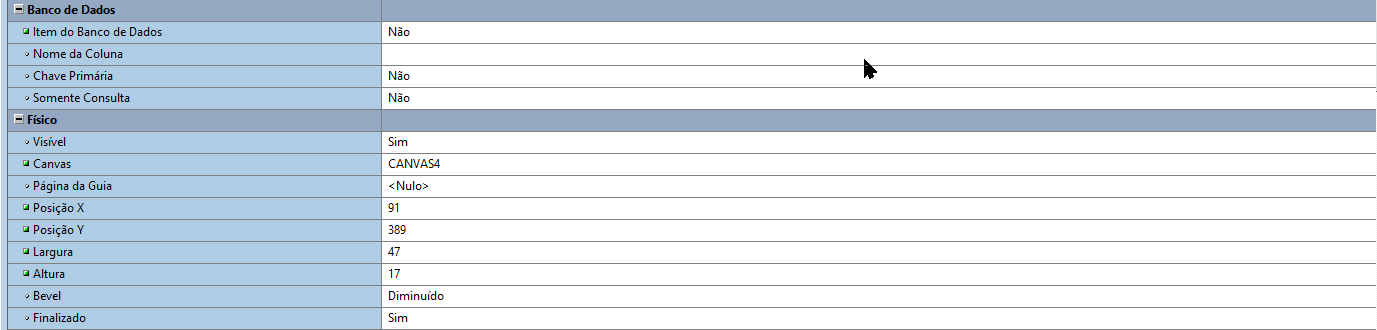 Banco de Dados
Item do Banco de Dados Não
Nome da Coluna
Chave Primária Não
Somente Consulta Não
Físico
Visível Sim
Canvas CANVAS4
Página da Guia <Nulo>
Posição X 91
Posição Y 389
Largura 47
Altura 17
Bevel Diminuído
Finalizado Sim